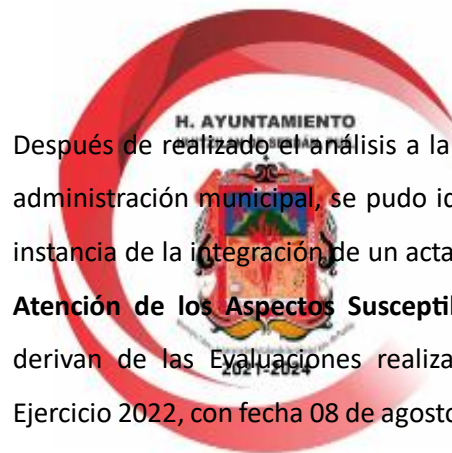 H. AYUNTAMIENTO
Después de realizado el análisis a la
administración municipal, se pudo id
instancia de la integración de un acta
Atención de los Aspectos Suscepti
derivan de las Evaluaciones realiza
2021-2024
Ejercicio 2022, con fecha 08 de agosto